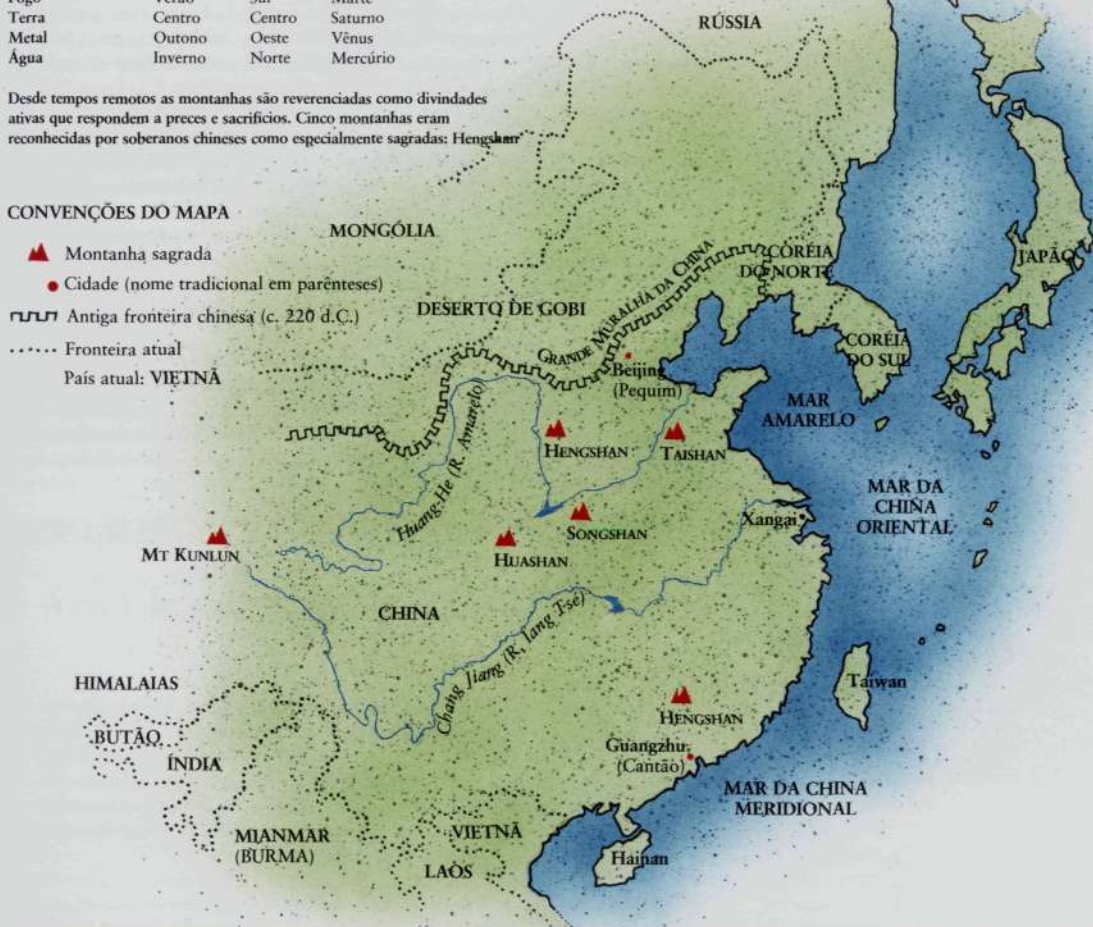 Terra Centro Centro Saturno
Metal Outono Oeste Vênus
Água Inverno Norte Mercúrio
Desde tempos remotos as montanhas são reverenciadas como divindades
ativas que respondem a preces e sacrifícios. Cinco montanhas eram
reconhecidas por soberanos chineses como especialmente sagradas: Hengshan
CONVENÇÕES DO MAPA
Montanha sagrada
Cidade (nome tradicional em parênteses)
Antiga fronteira chinesa (c. 220 d.C.)
Fronteira atual
País atual: VIETNÃ
RÚSSIA
MONGÓLIA
DESERTO DE GOBI
GRANDE MURALHA DA CHINA
CORÉIA
DO NORTE
JAPÃO
CORÉIA
DO SUL
Beijing
(Pequim)
MAR
AMARELO
Huang-He (R. Amarelo)
HENGSHAN
TAISHAN
MAR DA
CHINA
ORIENTAL
MT KUNLUN
HUASHAN
SONGSHAN
Xangai
CHINA
Chang Jiang (R, Iang Tsé)
HIMALAIAS
BUTÃO
ÍNDIA
HENGSHAN
Taiwan
Guangzhu
(Cantão)
MAR DA CHINA
MERIDIONAL
MIANMAR
(BURMA)
VIETNÃ
LAOS
Hainan